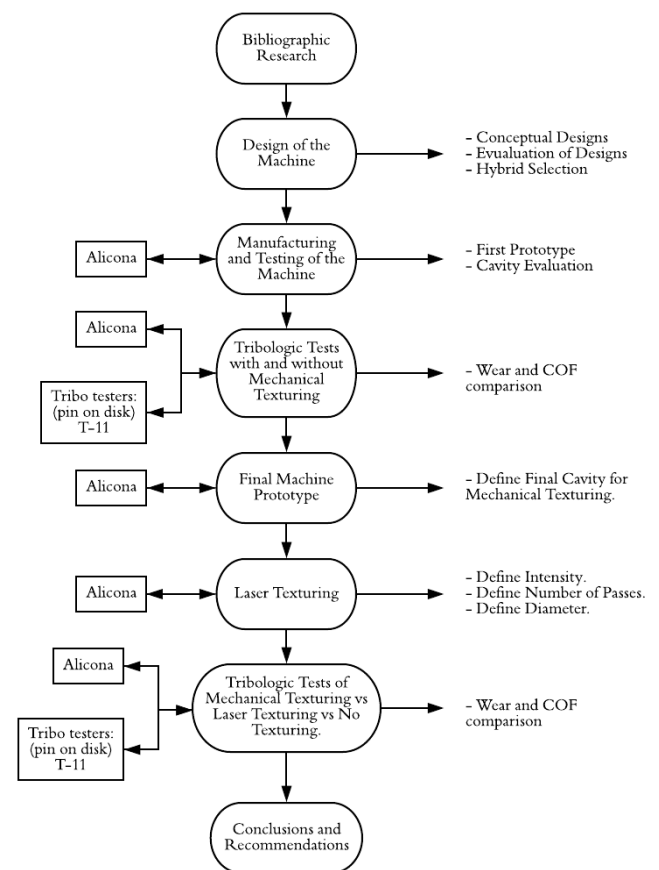 Bibliographic
Research
Design of the
Machine
- Conceptual Designs
- Evualuation of Designs
- Hybrid Selection
Alicona
Manufacturing
and Testing of the
Machine
- First Prototype
- Cavity Evaluation
Alicona
Tribo testers:
(pin on disk)
T-11
Tribologic Tests
with and without
Mechanical
Texturing
- Wear and COF
comparison
Alicona
Final Machine
Prototype
- Define Final Cavity for
Mechanical Texturing.
Alicona
Laser Texturing
- Define Intensity.
- Define Number of Passes.
- Define Diameter.
Alicona
Tribo testers:
(pin on disk)
T-11
Tribologic Tests of
Mechanical Texturing vs
Laser Texturing vs No
Texturing.
- Wear and COF
comparison
Conclusions and
Recommendations